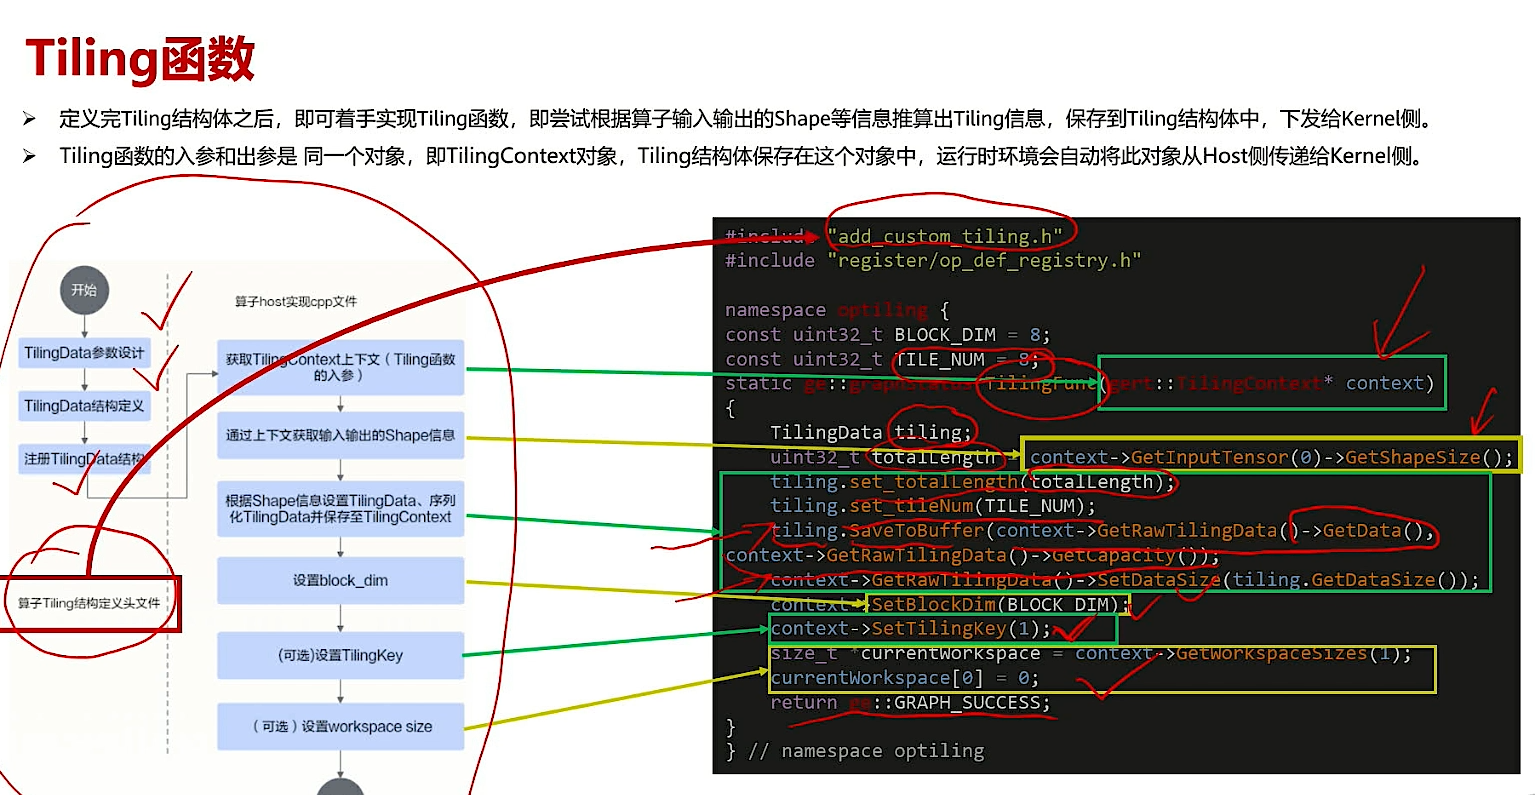 Tiling函数
➢ 定义完Tiling结构体之后，即可着手实现Tiling函数，即尝试根据算子输入输出的Shape等信息推算出Tiling信息，保存到Tiling结构体中，下发给Kernel侧。
➢ Tiling函数的入参和出参是 同一个对象，即TilingContext对象，Tiling结构体保存在这个对象中，运行时环境会自动将此对象从Host侧传递给Kernel侧。
开始
TilingData参数设计
TilingData结构定义
注册TilingData结构
算子Tiling结构定义头文件
算子host实现cpp文件
获取TilingContext上下文（Tiling函数
的入参）
通过上下文获取输入输出的Shape信息
根据Shape信息设置TilingData、序列
化TilingData并保存至TilingContext
设置block_dim
(可选)设置TilingKey
（可选）设置workspace size
#include "add_custom_tiling.h"
#include "register/op_def_registry.h"
namespace optiling {
const uint32_t BLOCK_DIM = 8;
const uint32_t TILE_NUM = 8;
static ge::graphStatus TilingFunc(gert::TilingContext* context)
{
TilingData tiling;
uint32_t totalLength = context->GetInputTensor(0)->GetShapeSize();
tiling.set_totalLength(totalLength);
tiling.set_tileNum(TILE_NUM);
tiling.SaveToBuffer(context->GetRawTilingData()->GetData(),
context->GetRawTilingData()->GetCapacity());
context->GetRawTilingData()->SetDataSize(tiling.GetDataSize());
context->SetBlockDim(BLOCK_DIM);
context->SetTilingKey(1);
size_t *currentWorkspace = context->GetWorkspaceSizes(1);
currentWorkspace[0] = 0;
return ge::GRAPH_SUCCESS;
}
} // namespace optiling